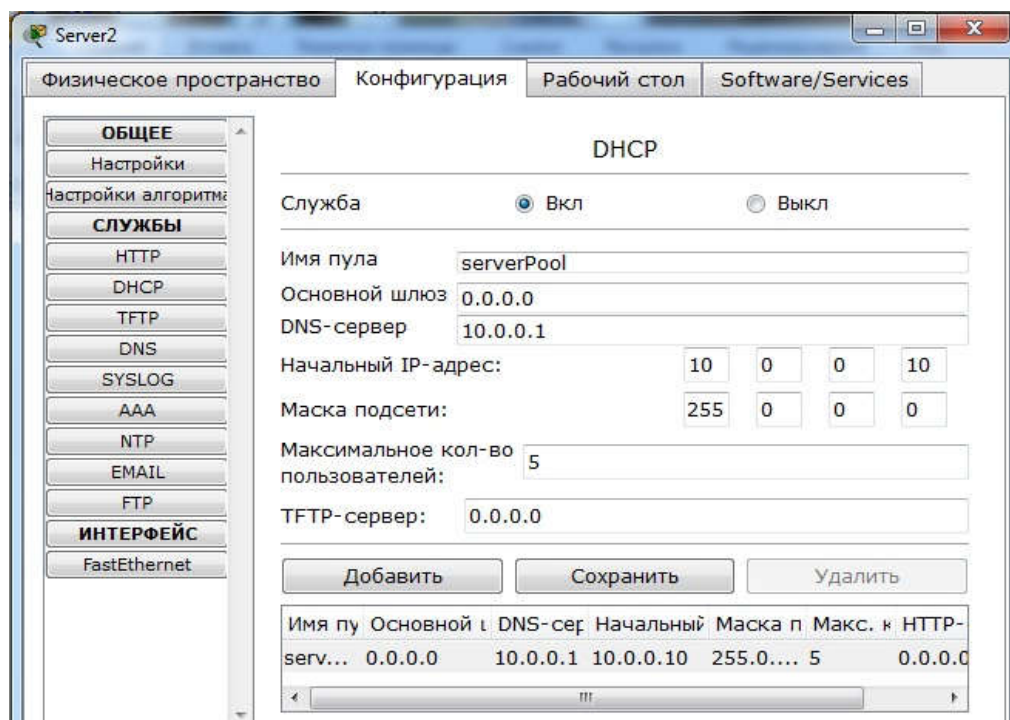 Server2
Физическое пространство Конфигурация Рабочий стол Software/Services
ОБЩЕЕ
Настройки
Настройки алгоритма
СЛУЖБЫ
HTTP
DHCP
TFTP
DNS
SYSLOG
AAA
NTP
EMAIL
FTP
ИНТЕРФЕЙС
FastEthernet
DHCP
Служба Вкл Выкл
Имя пула serverPool
Основной шлюз 0.0.0.0
DNS-сервер 10.0.0.1
Начальный IP-адрес: 10 0 0 10
Маска подсети: 255 0 0 0
Максимальное кол-во
пользователей: 5
TFTP-сервер: 0.0.0.0
Добавить Сохранить Удалить
Имя пу Основной DNS-сер Начальный Маска п Макс. к HTTP-
serv... 0.0.0.0 10.0.0.1 10.0.0.10 255.0.... 5 0.0.0.0